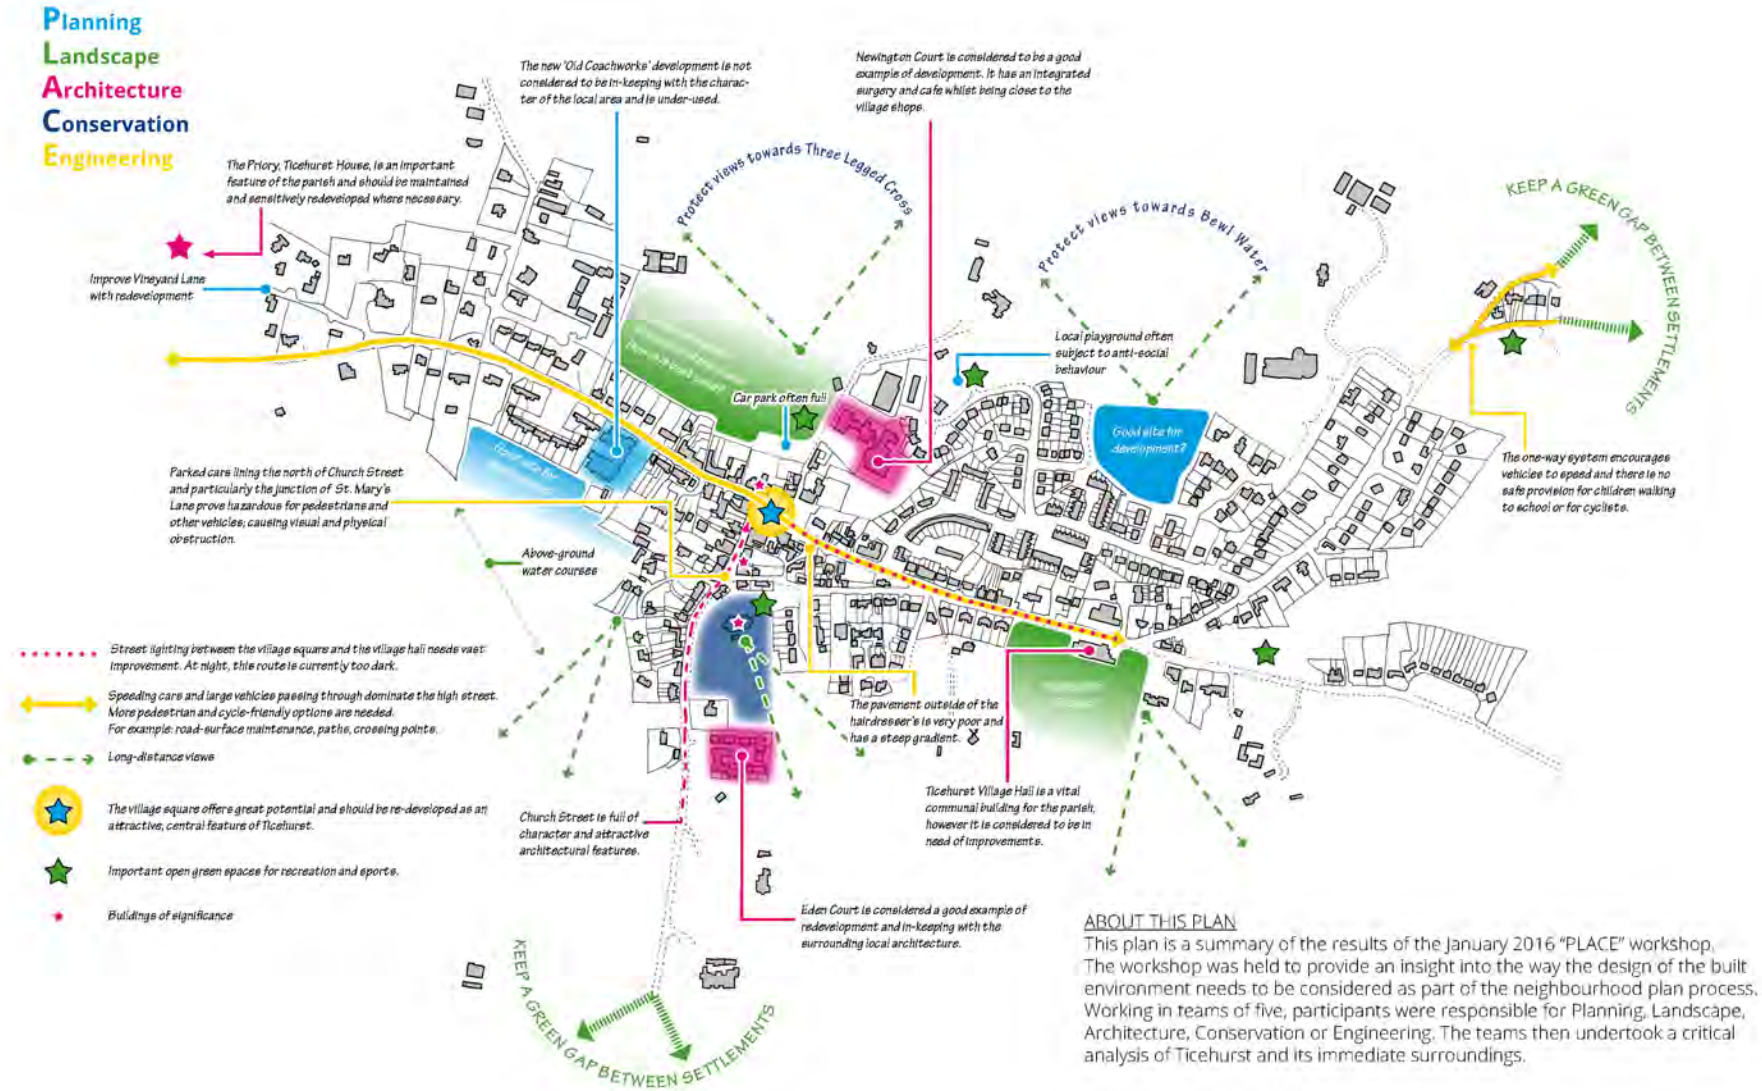 Planning
Landscape
Architecture
Conservation
Engineering
The new 'Old Coachworks' development is not
considered to be in-keeping with the charac-
ter of the local area and is under-used.
Newington Court is considered to be a good
example of development. It has an integrated
surgery and cafe whilst being close to the
village shops.
The Priory, Ticehurst House, is an important
feature of the parish and should be maintained
and sensitively redeveloped where necessary.
Improve Vineyard Lane
with redevelopment
Protect views towards Three Legged Cross
Protect views towards Bewl Water
KEEP A GREEN GAP BETWEEN SETTLEMENTS
Local playground often
subject to anti-social
behaviour
Car park often full
Good site for
development?
Good site for
Parked cars lining the north of Church Street
and particularly the junction of St. Mary's
Lane prove hazardous for pedestrians and
other vehicles; causing visual and physical
obstruction.
The one-way system encourages
vehicles to speed and there is no
safe provision for children walking
to school or for cyclists.
Above-ground
water courses
Street lighting between the village square and the village hall needs vast
improvement. At night, this route is currently too dark.
Speeding cars and large vehicles passing through dominate the high street.
More pedestrian and cycle-friendly options are needed.
For example: road-surface maintenance, paths, crossing points.
Long-distance views
The village square offers great potential and should be re-developed as an
attractive, central feature of Ticehurst.
Important open green spaces for recreation and sports.
Buildings of significance
The pavement outside of the
hairdresser's is very poor and
has a steep gradient.
Ticehurst Village Hall is a vital
communal building for the parish,
however it is considered to be in
need of improvements.
Church Street is full of
character and attractive
architectural features.
Eden Court is considered a good example of
redevelopment and in-keeping with the
surrounding local architecture.
KEEP A GREEN GAP BETWEEN SETTLEMENTS
ABOUT THIS PLAN
This plan is a summary of the results of the January 2016 "PLACE" workshop.
The workshop was held to provide an insight into the way the design of the built
environment needs to be considered as part of the neighbourhood plan process.
Working in teams of five, participants were responsible for Planning, Landscape,
Architecture, Conservation or Engineering. The teams then undertook a critical
analysis of Ticehurst and its immediate surroundings.